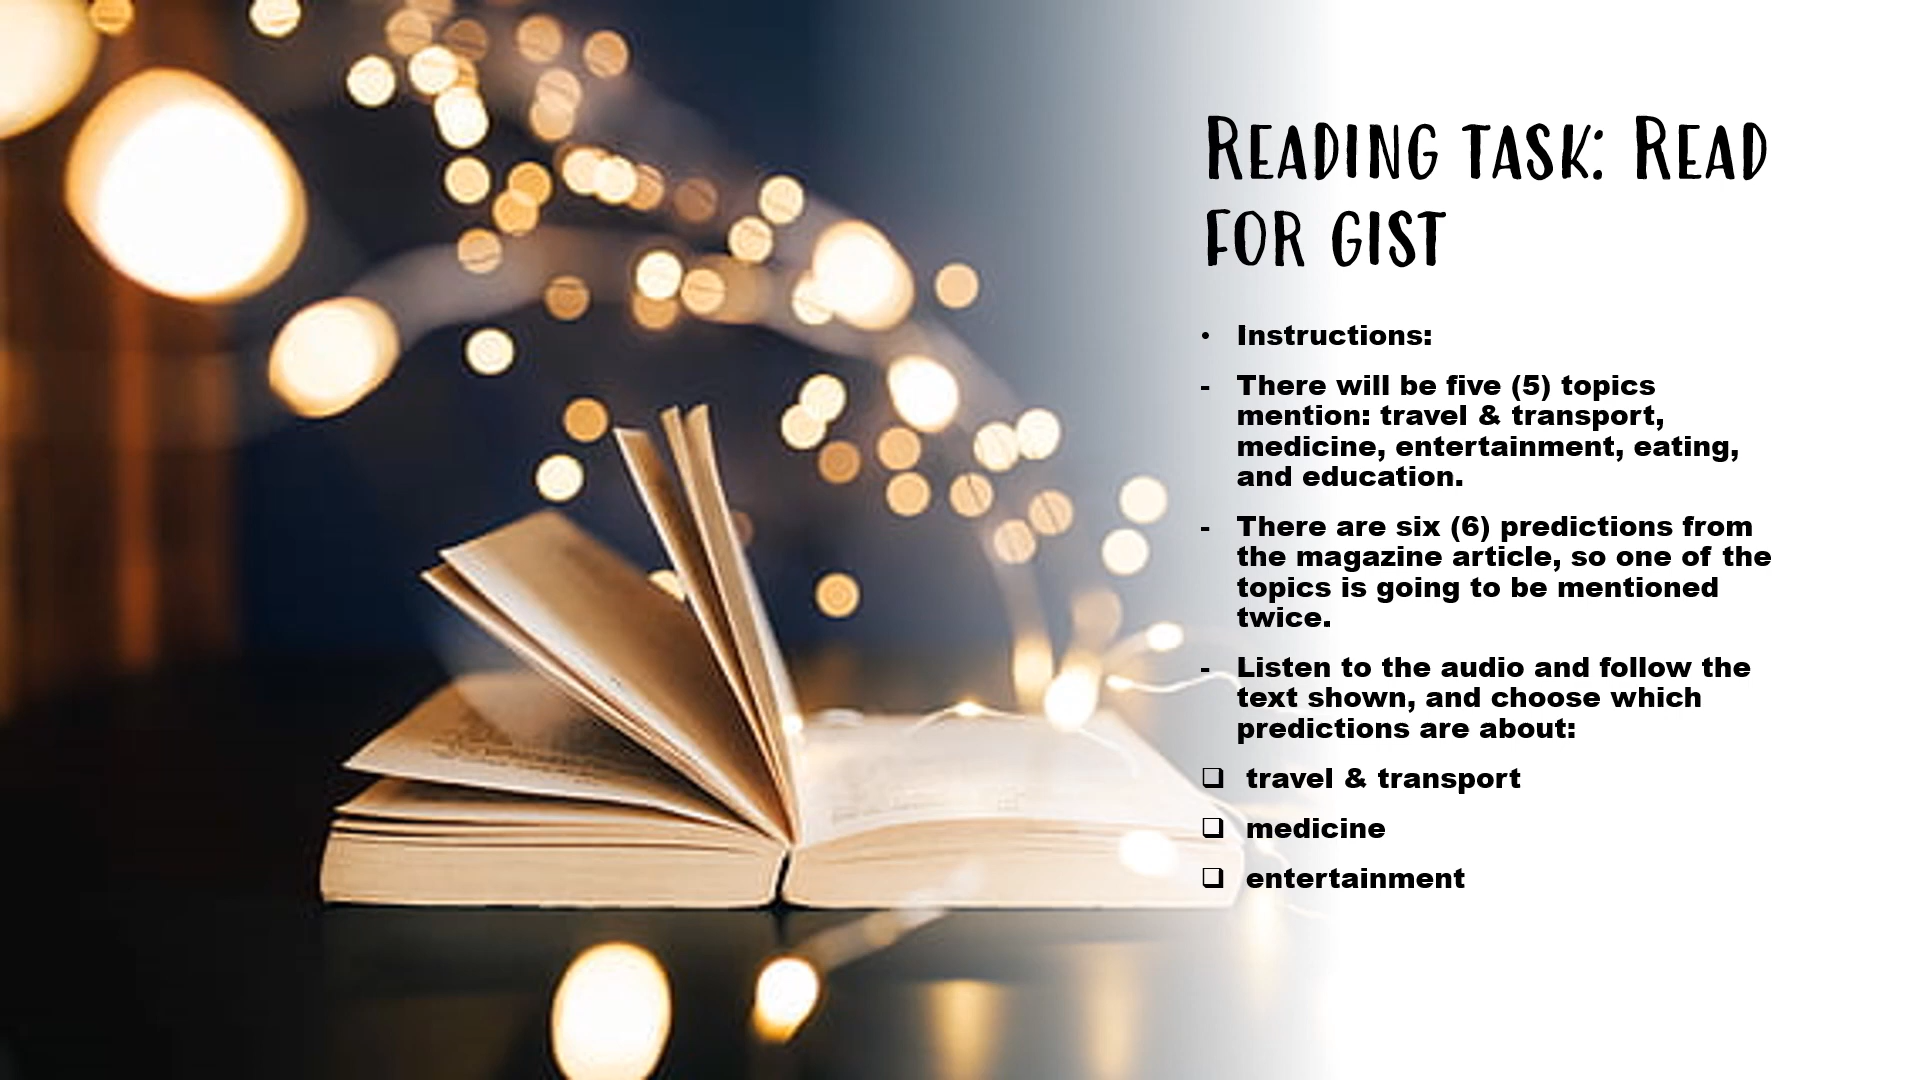 READING TASK: READ
FOR GIST
• Instructions:
- There will be five (5) topics
mention: travel & transport,
medicine, entertainment, eating,
and education.
- There are six (6) predictions from
the magazine article, so one of the
topics is going to be mentioned
twice.
- Listen to the audio and follow the
text shown, and choose which
predictions are about:
❑ travel & transport
❑ medicine
❑ entertainment